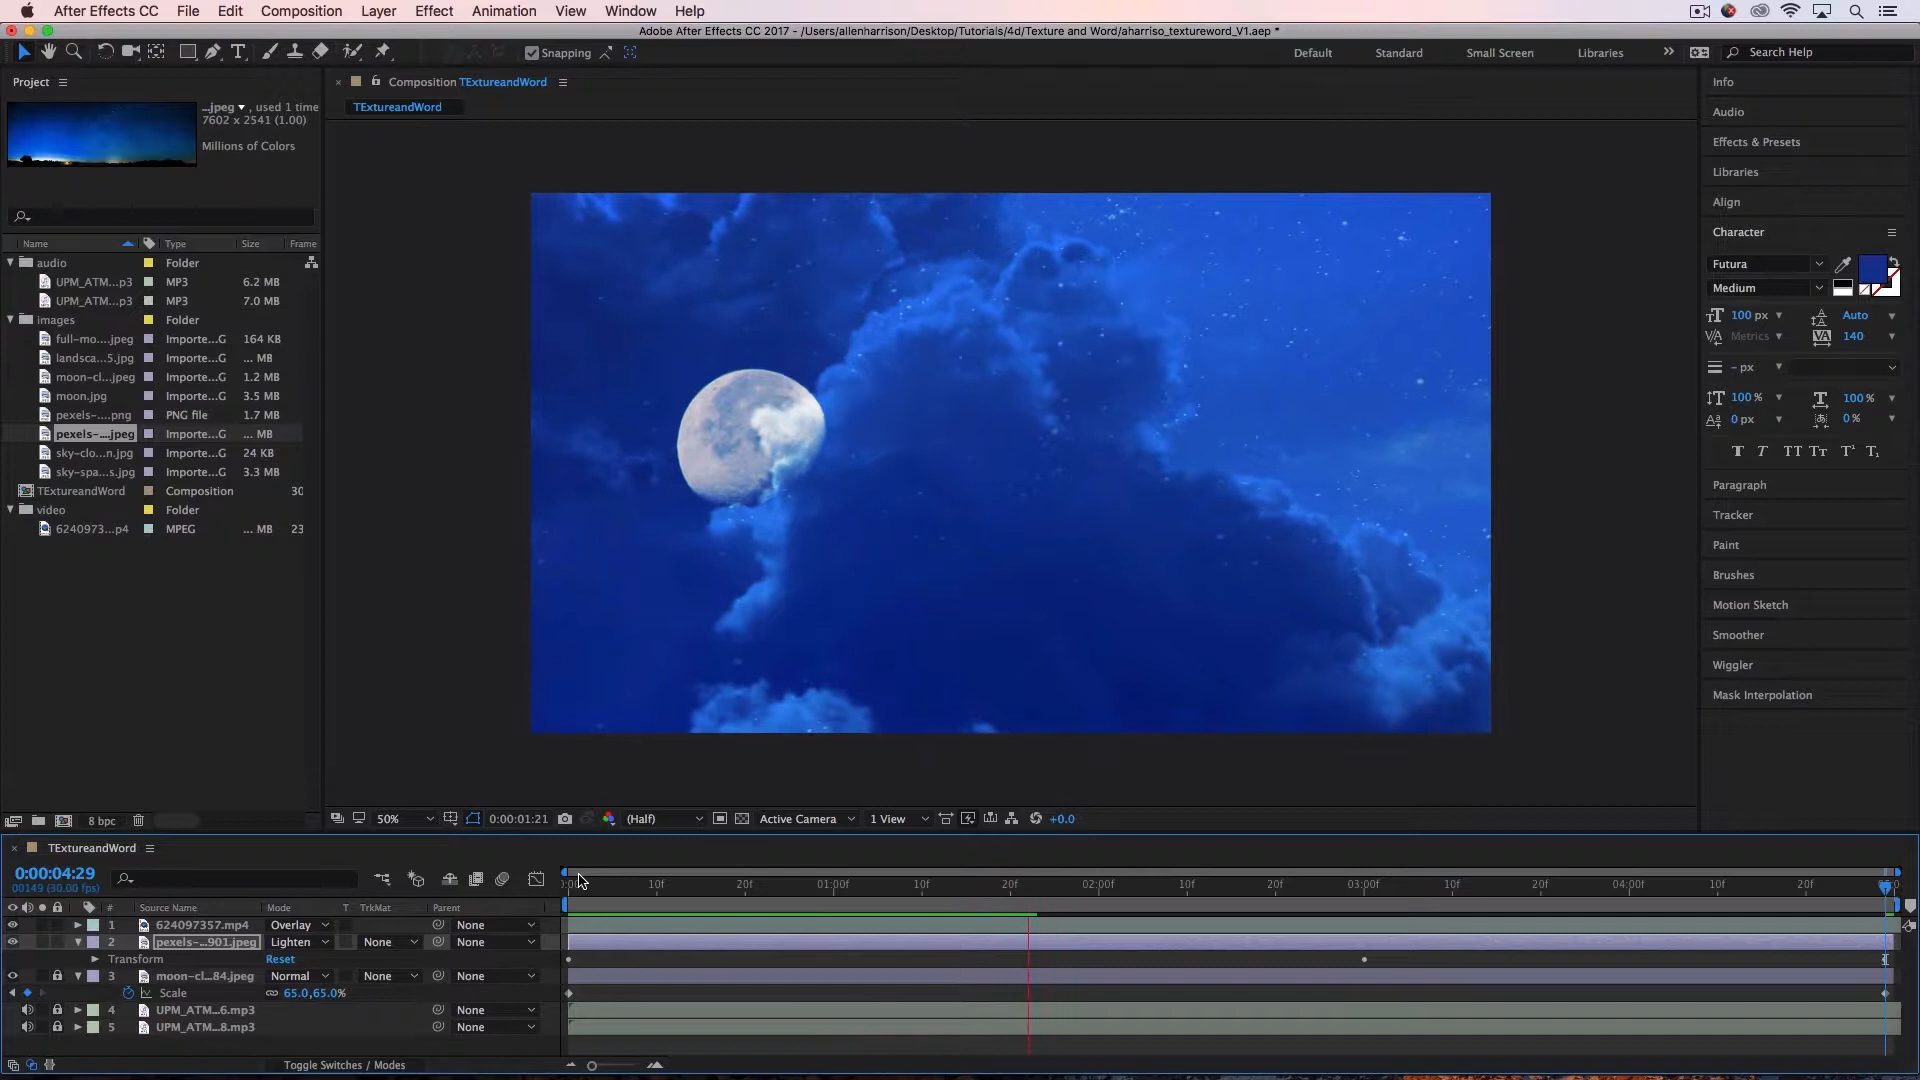 After Effects CC File Edit Composition Layer Effect Animation View Window Help
Adobe After Effects CC 2017 - /Users/allenharrison/Desktop/Tutorials/4d/Texture and Word/aharriso_textureword_V1.aep *
Snapping Default Standard Small Screen Libraries Search Help
Project
...jpeg , used 1 time
7602 x 2541 (1.00)
Millions of Colors
Name Type Size Frame
audio Folder
UPM_ATM...p3 MP3 6.2 MB
UPM_ATM...p3 MP3 7.0 MB
images Folder
full-mo....jpeg Importe...G 164 KB
landsca...5.jpg Importe...G ... MB
moon-cl...jpeg Importe...G 1.2 MB
moon.jpg Importe...G 3.5 MB
pexels-....png PNG file 1.7 MB
pexels-....jpeg Importe...G ... MB
sky-clo...n.jpg Importe...G 24 KB
sky-spa...s.jpg Importe...G 3.3 MB
TExtureandWord Composition 30
video Folder
6240973...p4 MPEG ... MB 23
8 bpc
Composition TExtureandWord
TExtureandWord
50% 0:00:01:21 (Half) Active Camera 1 View +0.0
Info
Audio
Effects & Presets
Libraries
Align
Character
Futura
Medium
100 px Auto
Metrics 140
- px
100 % 100 %
0 px 0 %
T T TT Tt T¹ T₁
Paragraph
Tracker
Paint
Brushes
Motion Sketch
Smoother
Wiggler
Mask Interpolation
TExtureandWord
0:00:04:29
00149 (30.00 fps)
10f 20f 01:00f 10f 20f 02:00f 10f 20f 03:00f 10f 20f 04:00f 10f 20f
# Source Name Mode T TrkMat Parent
1 624097357.mp4 Overlay None
2 pexels-...901.jpeg Lighten None None
Transform Reset
3 moon-cl...84.jpeg Normal None None
Scale 65.0,65.0%
4 UPM_ATM...6.mp3 None
5 UPM_ATM...8.mp3 None
Toggle Switches / Modes